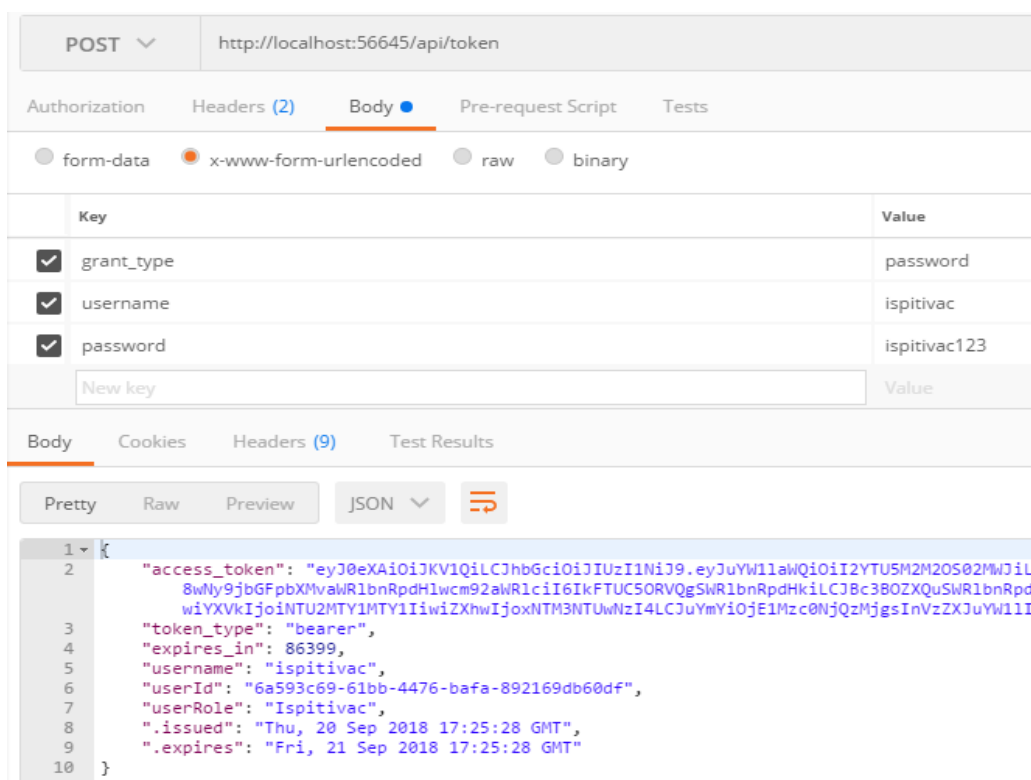 POST http://localhost:56645/api/token
Authorization Headers (2) Body Pre-request Script Tests
form-data x-www-form-urlencoded raw binary
Key Value
grant_type password
username ispitivac
password ispitivac123
New key Value
Body Cookies Headers (9) Test Results
Pretty Raw Preview JSON
1 {
2 "access_token": "eyJ0eXAiOiJKV1QiLCJhbGciOiJIUzI1NiJ9.eyJuYW1laWQiOiI2YTU5M2M2OS02MWJiL
8wNy9jbGFpbXMvaWRlbnRpdHlwcm92aWRlciI6IkFTUC5ORVQgSWRlbnRpdHkiLCJBc3BOZXQuSWRlbnRpd
wiYXVkIjoiNTU2MTY1MTY1IiwiZXhwIjoxNTM3NTUwNzI4LCJuYmYiOjE1Mzc0NjQzMjgsInVzZXJuYW1lI
3 "token_type": "bearer",
4 "expires_in": 86399,
5 "username": "ispitivac",
6 "userId": "6a593c69-61bb-4476-bafa-892169db60df",
7 "userRole": "Ispitivac",
8 ".issued": "Thu, 20 Sep 2018 17:25:28 GMT",
9 ".expires": "Fri, 21 Sep 2018 17:25:28 GMT"
10 }